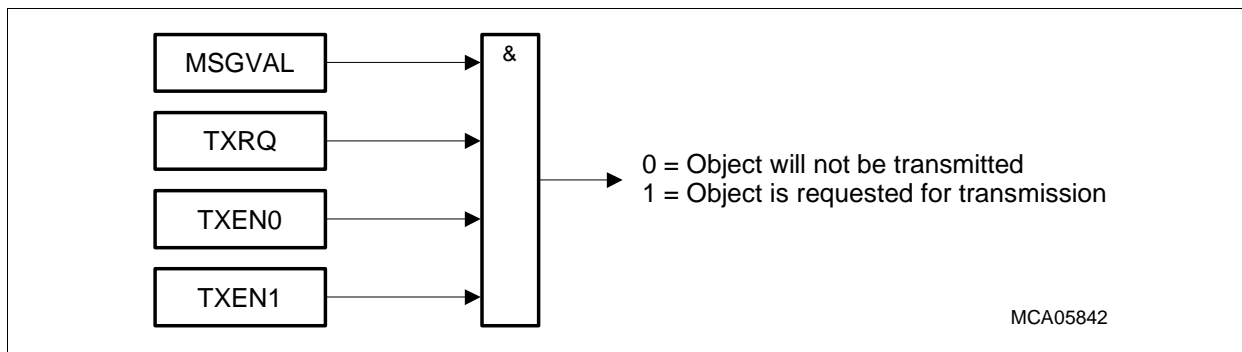 MSGVAL
&
TXRQ
TXEN0
TXEN1
0 = Object will not be transmitted
1 = Object is requested for transmission
MCA05842